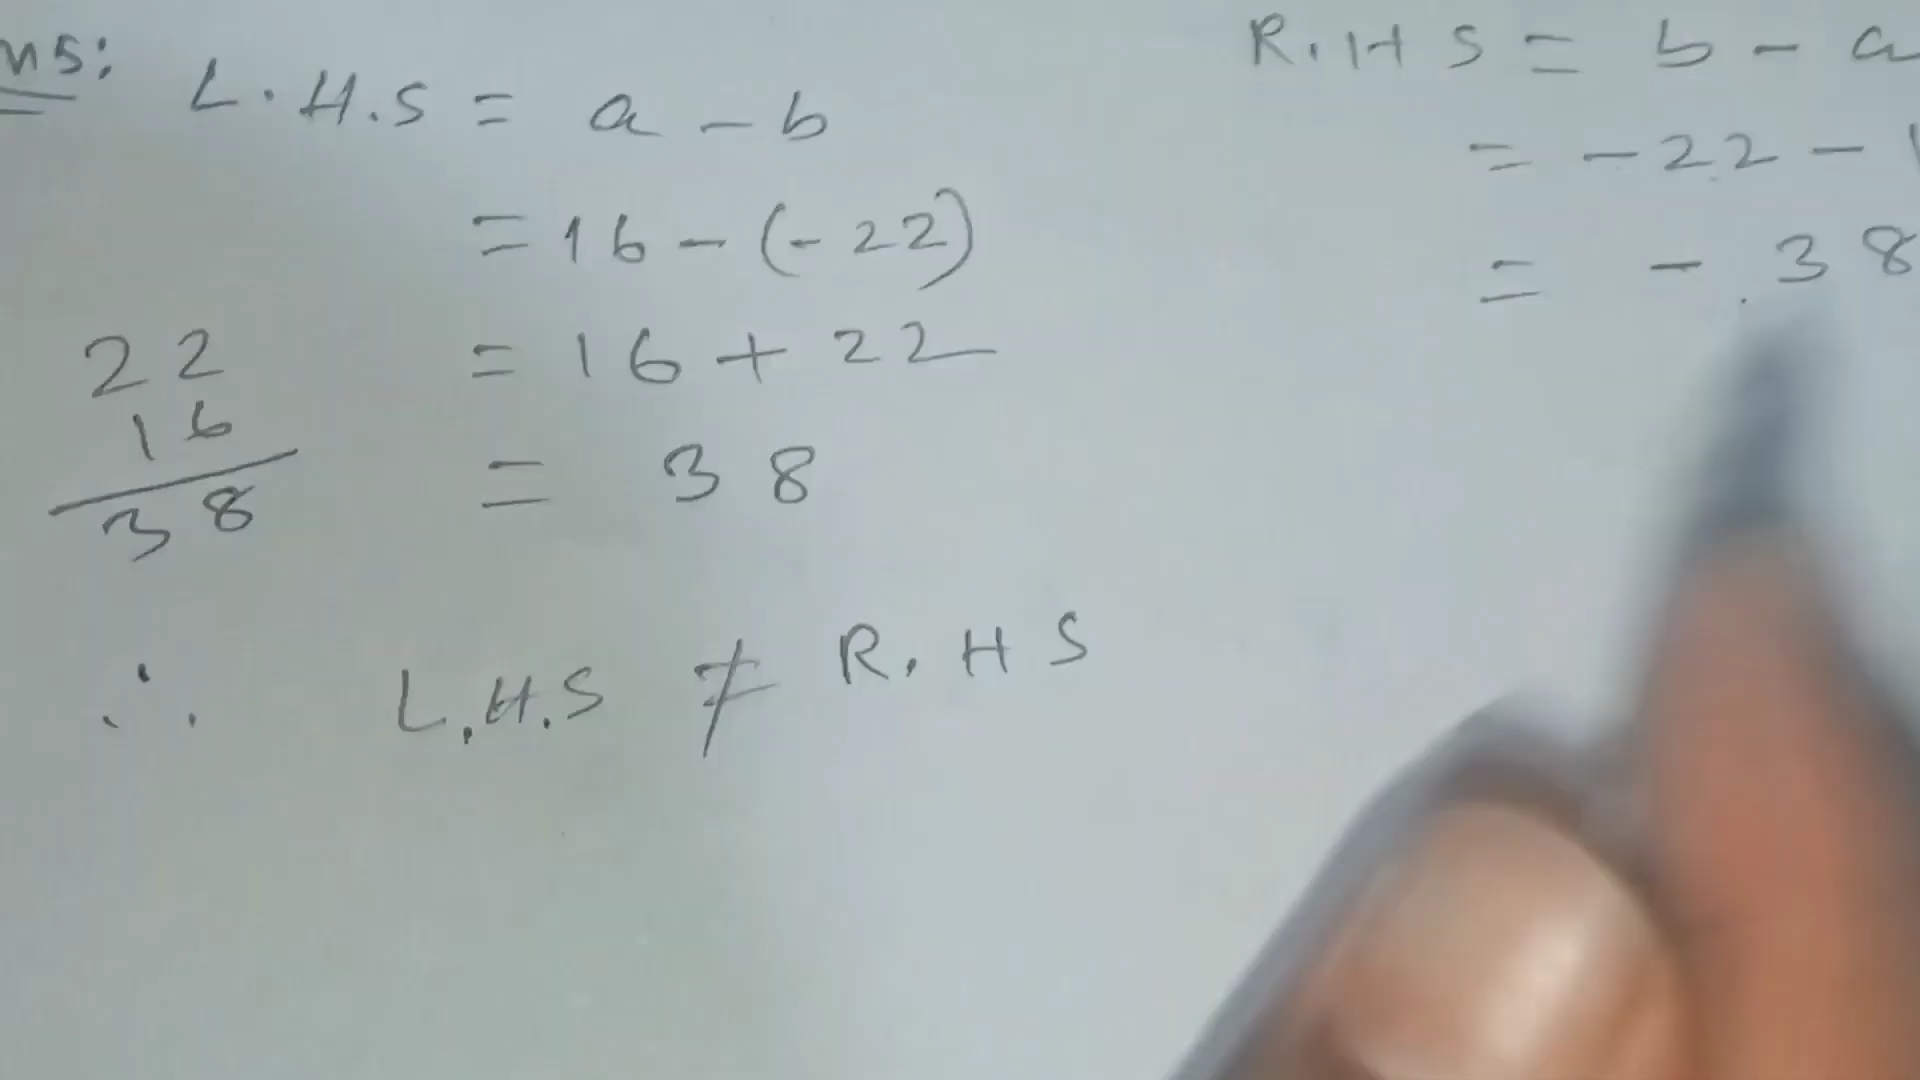 ns: L.H.S = a - b
= 16 - (- 22)
= 16 + 22
= 38
22
16
38
∴ L.H.S ≠ R.H S
R.H S = b - a
= - 22 -
= - 38